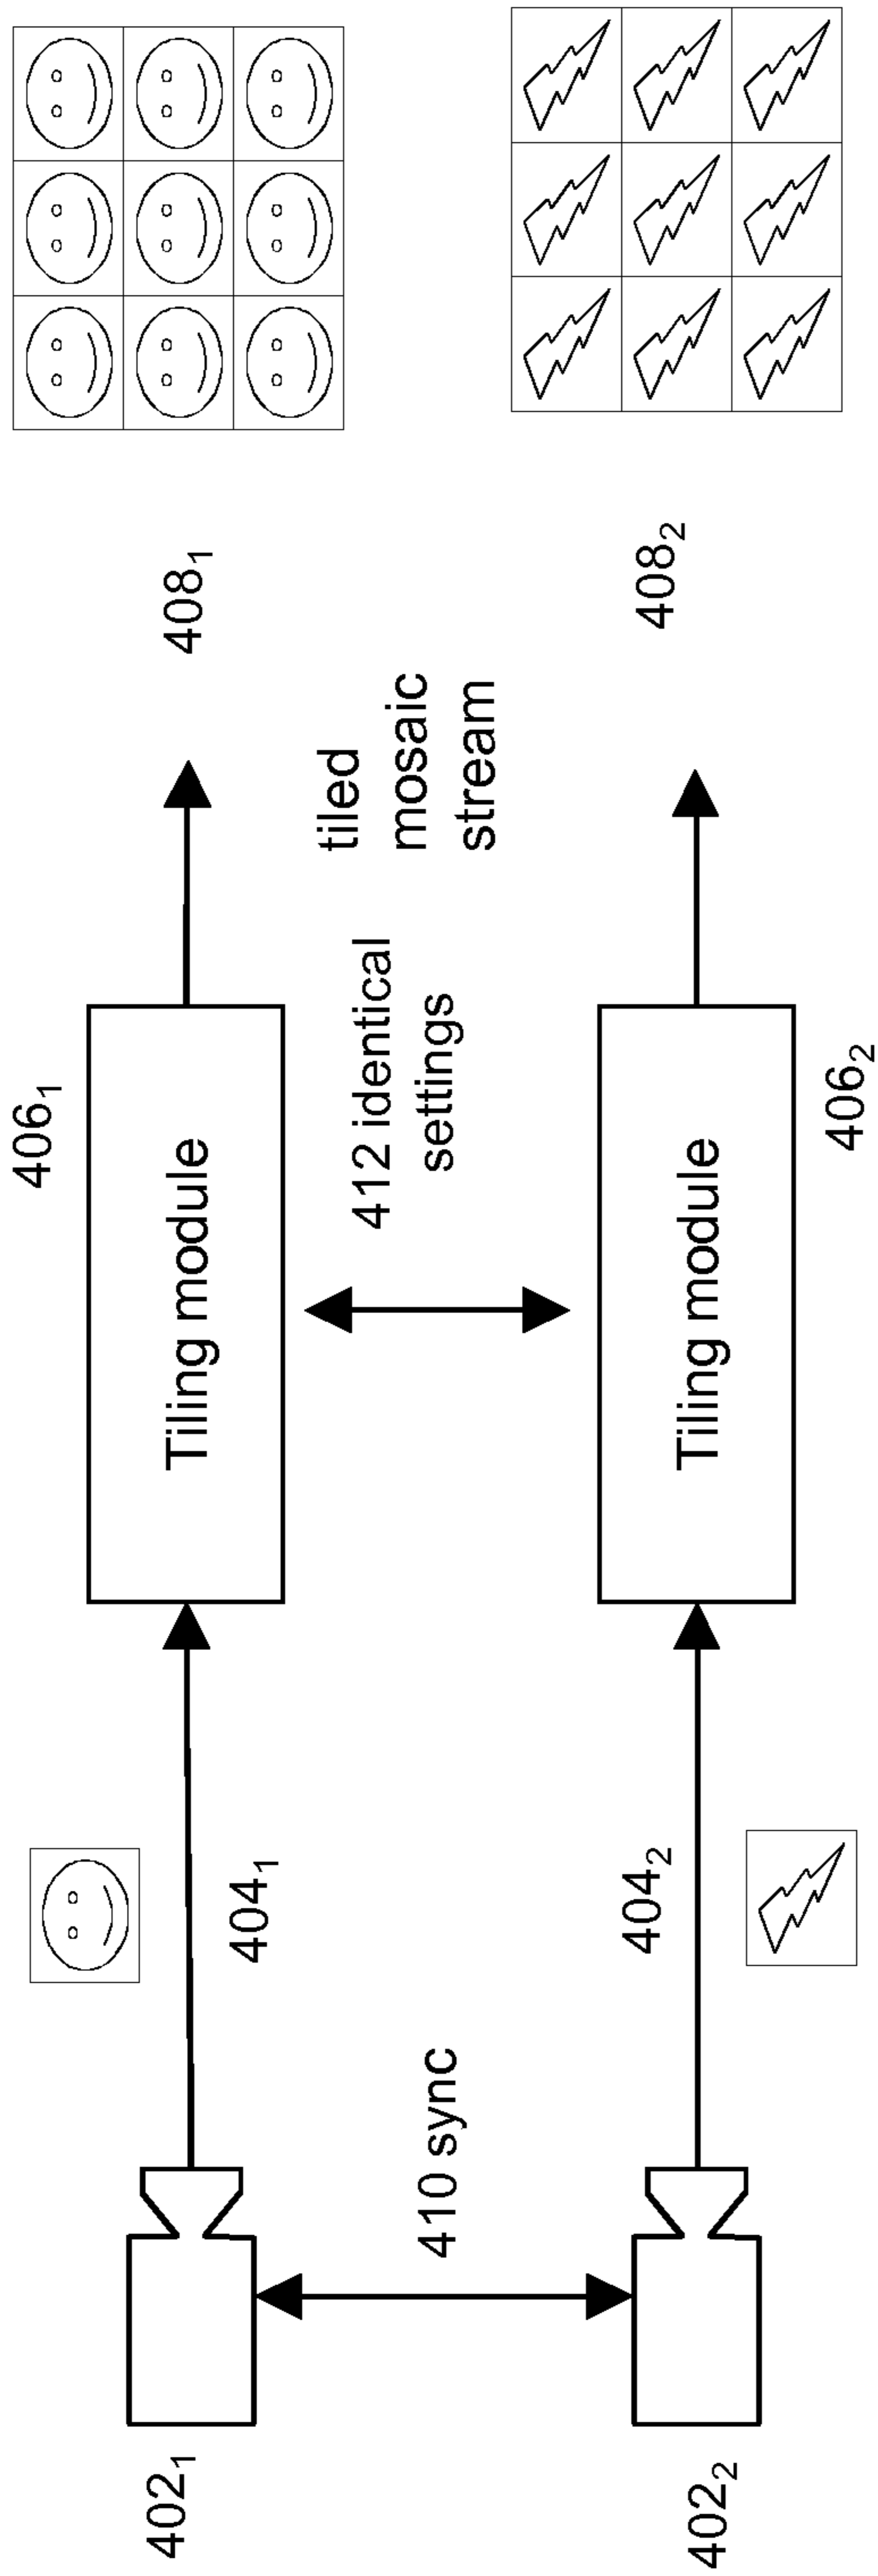 406₁
Tiling module
408₁
404₁
402₁
410 sync
412 identical
settings
tiled
mosaic
stream
402₂
404₂
Tiling module
406₂
408₂